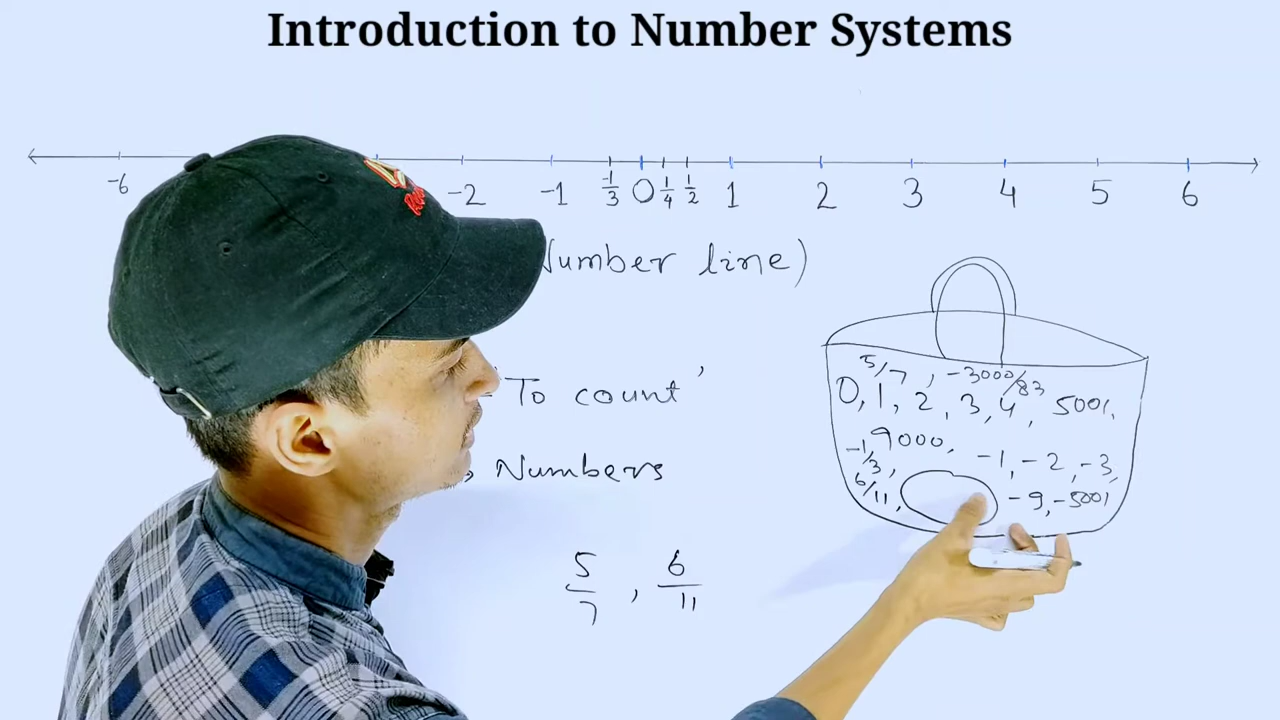 Introduction to Number Systems
-6 -2 -1 -1/3 0 1/4 1/2 1 2 3 4 5 6
Number line)
'To count'
Numbers
5/7, 6/11
5/7, -3000/83
0, 1, 2, 3, 4, 5001,
9000,
-1/3, -1, -2, -3,
6/11, -9, -5001